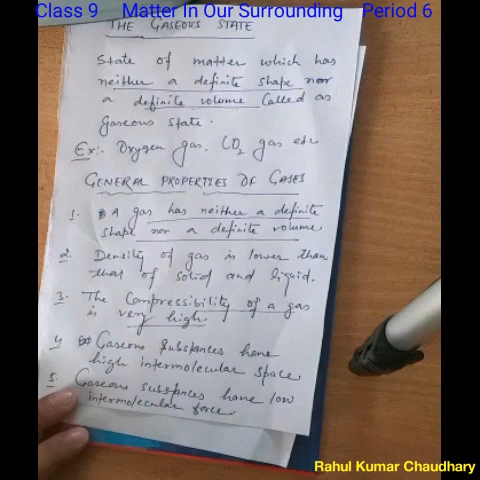 Class 9 Matter In Our Surrounding Period 6
THE GASEOUS STATE
State of matter which has
neither a definite shape nor
a definite volume Called as
Gaseous State.
Ex:- Oxygen gas, CO2 gas etc
GENERAL PROPERTIES OF GASES
1. A gas has neither a definite
shape nor a definite volume.
2. Density of gas is lower than
that of solid and liquid.
3. The Compressibility of a gas
is very high.
4 Gaseous Substances have
high intermolecular space.
5. Gaseous substances have low
intermolecular force.
Rahul Kumar Chaudhary